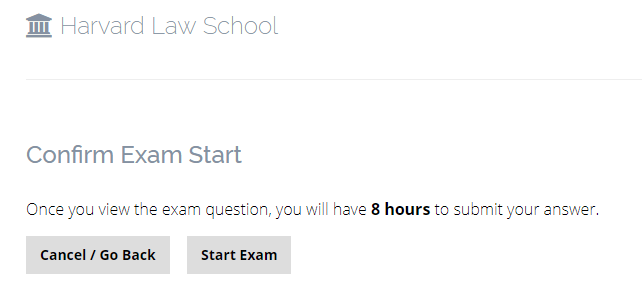 Harvard Law School
Confirm Exam Start
Once you view the exam question, you will have 8 hours to submit your answer.
Cancel / Go Back
Start Exam